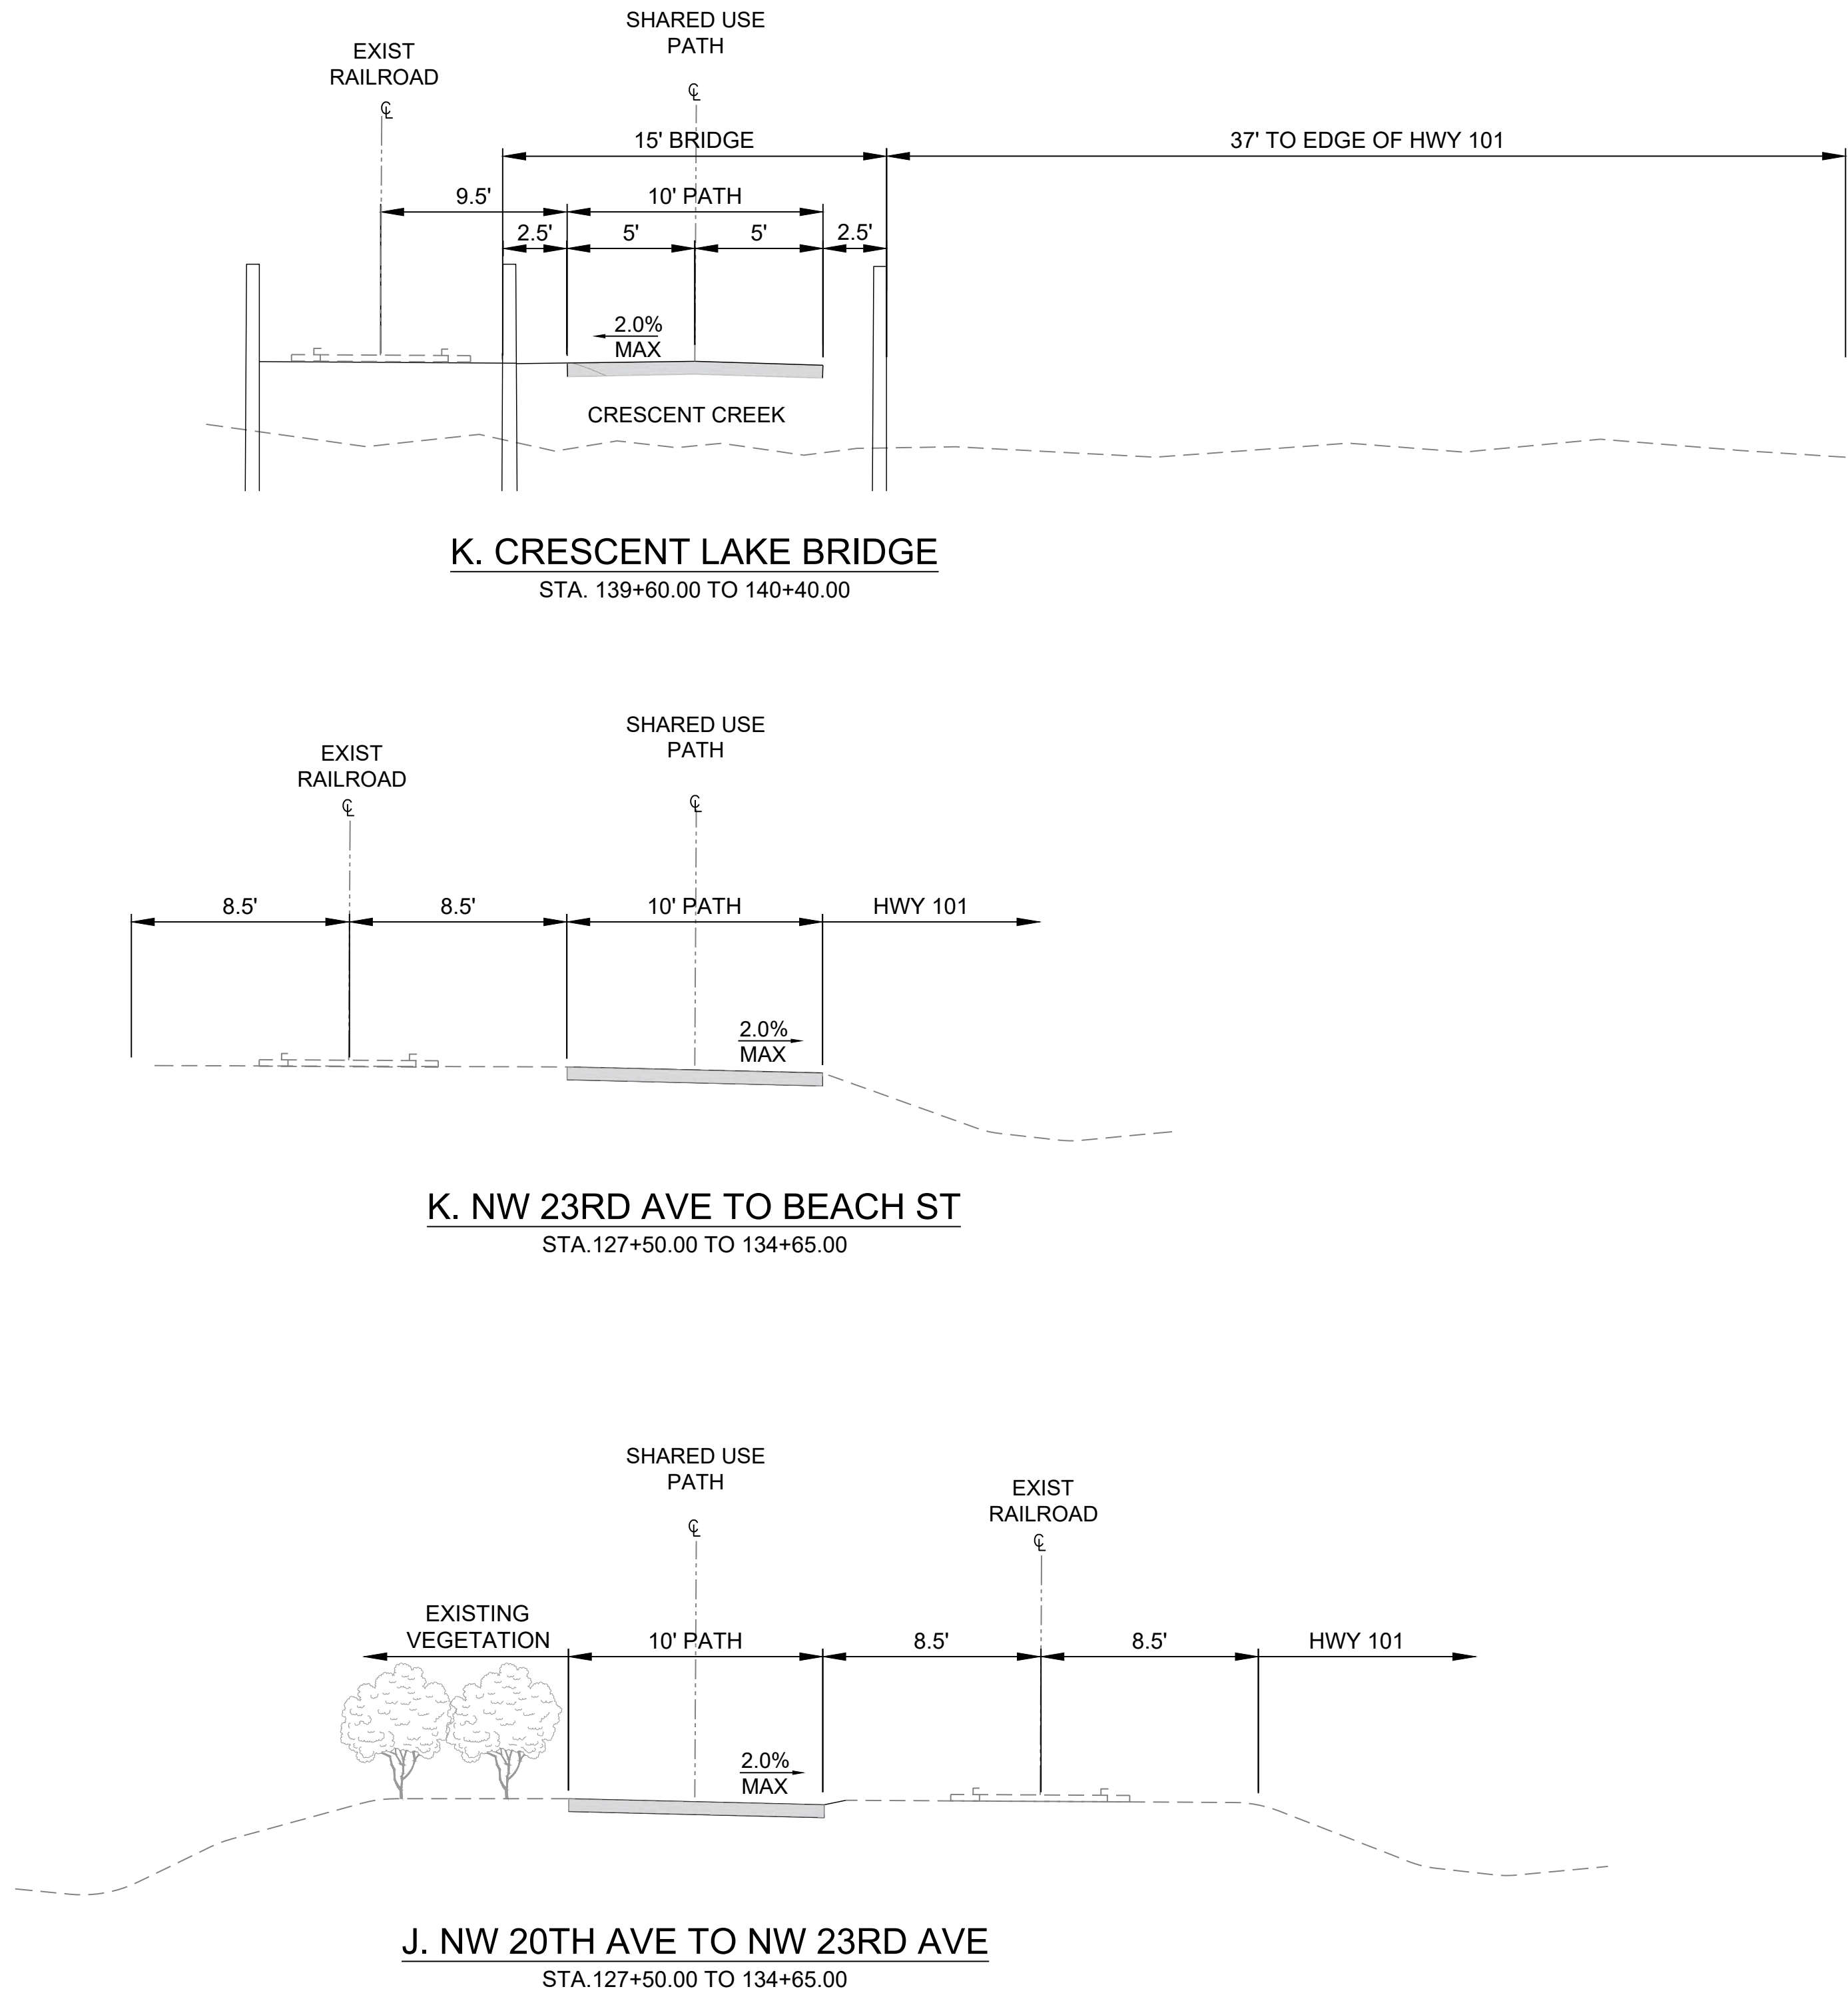 SHARED USE
PATH
EXIST
RAILROAD
℄
℄
15' BRIDGE
37' TO EDGE OF HWY 101
9.5'
10' PATH
2.5'
5'
5'
2.5'
2.0%
MAX
CRESCENT CREEK
K. CRESCENT LAKE BRIDGE
STA. 139+60.00 TO 140+40.00
SHARED USE
PATH
EXIST
RAILROAD
℄
℄
8.5'
8.5'
10' PATH
HWY 101
2.0%
MAX
K. NW 23RD AVE TO BEACH ST
STA.127+50.00 TO 134+65.00
SHARED USE
PATH
EXIST
RAILROAD
℄
℄
EXISTING
VEGETATION
10' PATH
8.5'
8.5'
HWY 101
2.0%
MAX
J. NW 20TH AVE TO NW 23RD AVE
STA.127+50.00 TO 134+65.00